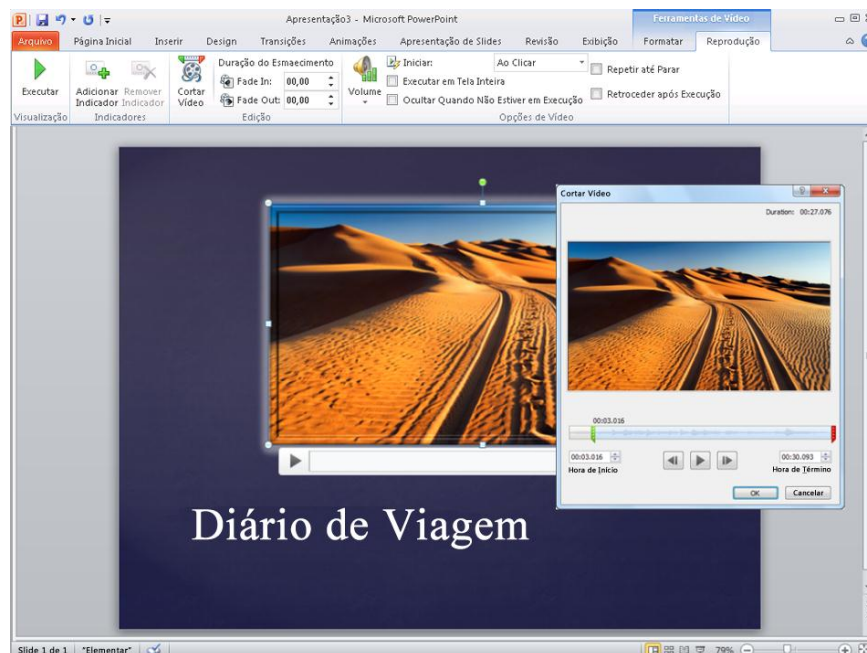 Apresentação3 - Microsoft PowerPoint
Ferramentas de Vídeo
Arquivo Página Inicial Inserir Design Transições Animações Apresentação de Slides Revisão Exibição Formatar Reprodução
Executar
Adicionar Indicador
Remover Indicador
Cortar Vídeo
Duração do Esmaecimento
Fade In: 00,00
Fade Out: 00,00
Volume
Iniciar: Ao Clicar
Executar em Tela Inteira
Ocultar Quando Não Estiver em Execução
Repetir até Parar
Retroceder após Execução
Visualização Indicadores Edição Opções de Vídeo
Cortar Vídeo
Duration: 00:27.076
00:03.016
00:03.016 00:30.093
Hora de Início Hora de Término
OK Cancelar
Diário de Viagem
Slide 1 de 1 "Elementar" 79%